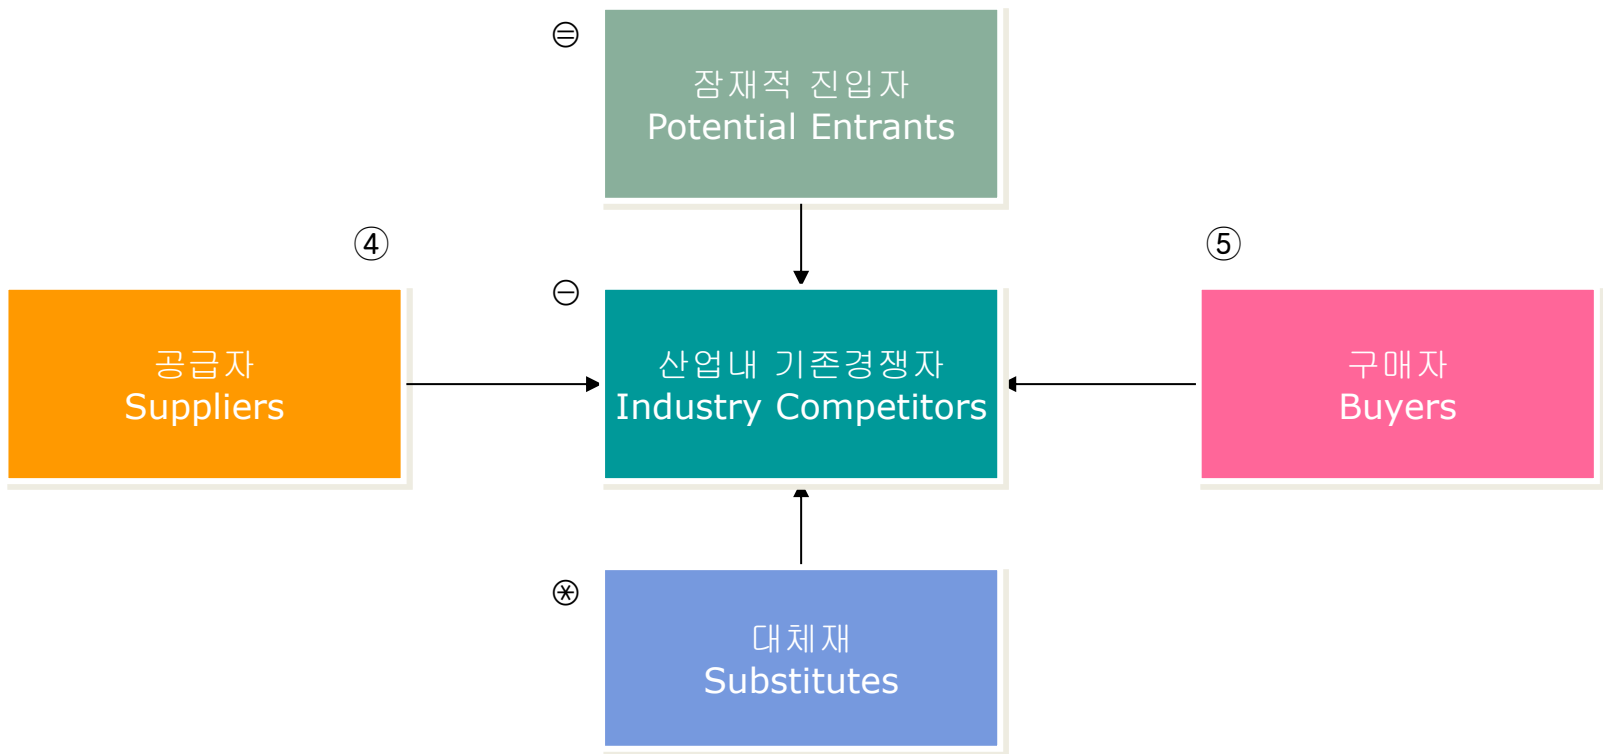 ⊜
잠재적 진입자
Potential Entrants
④
⑤
⊖
공급자
Suppliers
산업내 기존경쟁자
Industry Competitors
구매자
Buyers
⊛
대체재
Substitutes